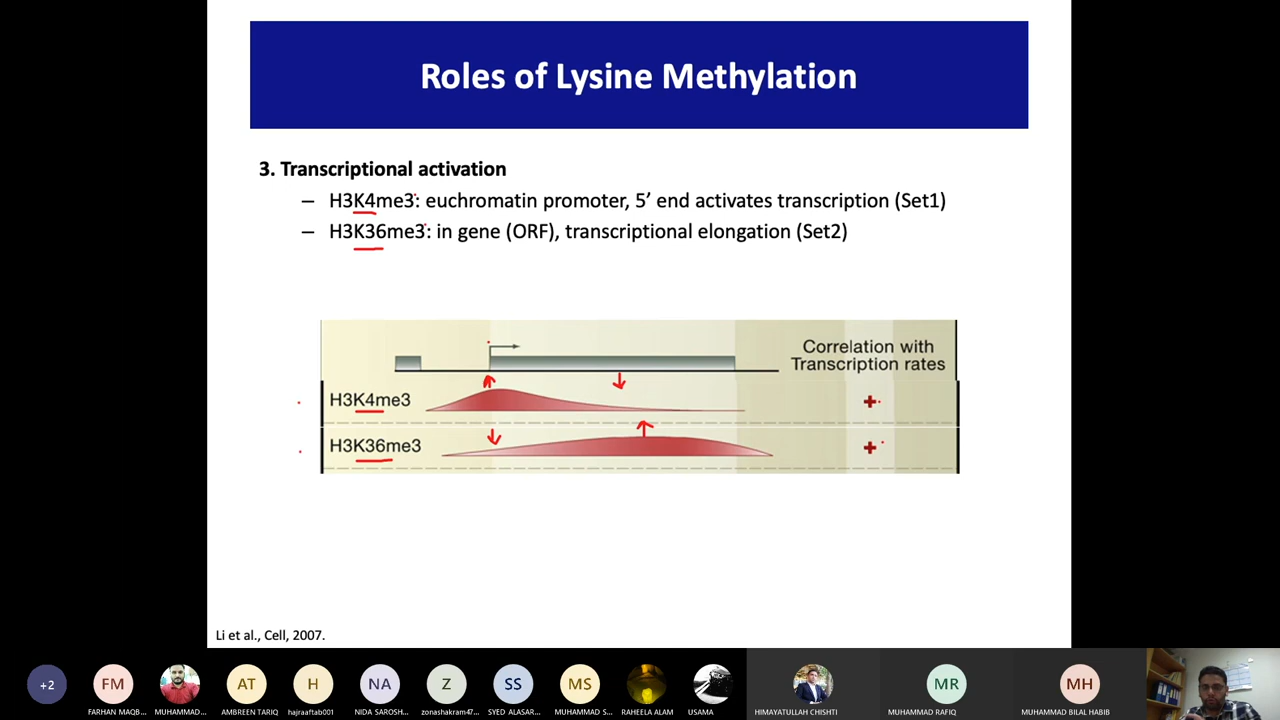 Roles of Lysine Methylation
3. Transcriptional activation
– H3K4me3: euchromatin promoter, 5’ end activates transcription (Set1)
– H3K36me3: in gene (ORF), transcriptional elongation (Set2)
Correlation with
Transcription rates
H3K4me3 +
H3K36me3 +
Li et al., Cell, 2007.
+2 FM AT H NA Z SS MS MR MH
FARHAN MAQB... MUHAMMAD... AMBREEN TARIQ hajraaftab001 NIDA SAROSH... zonashakram47... SYED ALASAR... MUHAMMAD S... RAHEELA ALAM USAMA HIMAYATULLAH CHISHTI MUHAMMAD RAFIQ MUHAMMAD BILAL HABIB